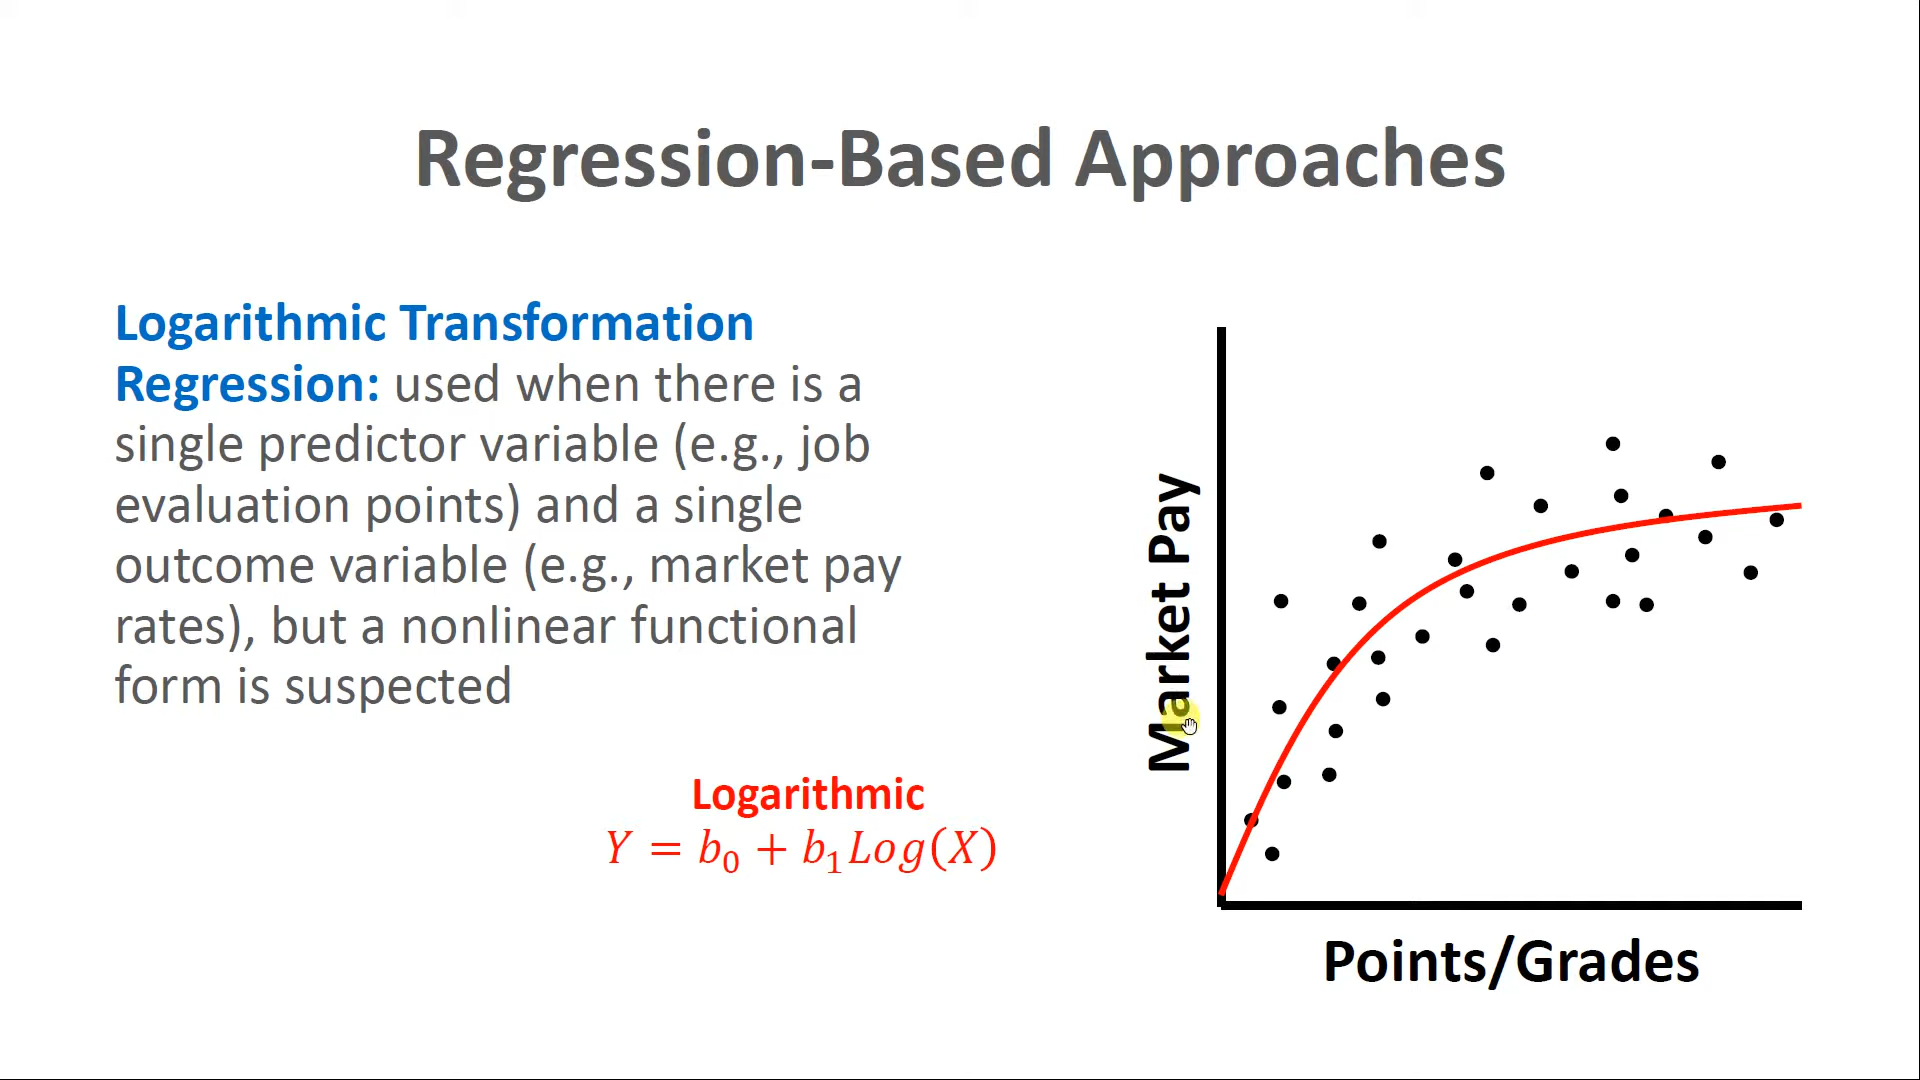 Regression-Based Approaches
Logarithmic Transformation
Regression: used when there is a
single predictor variable (e.g., job
evaluation points) and a single
outcome variable (e.g., market pay
rates), but a nonlinear functional
form is suspected
Logarithmic
Y = b₀ + b₁Log(X)
Market Pay
Points/Grades